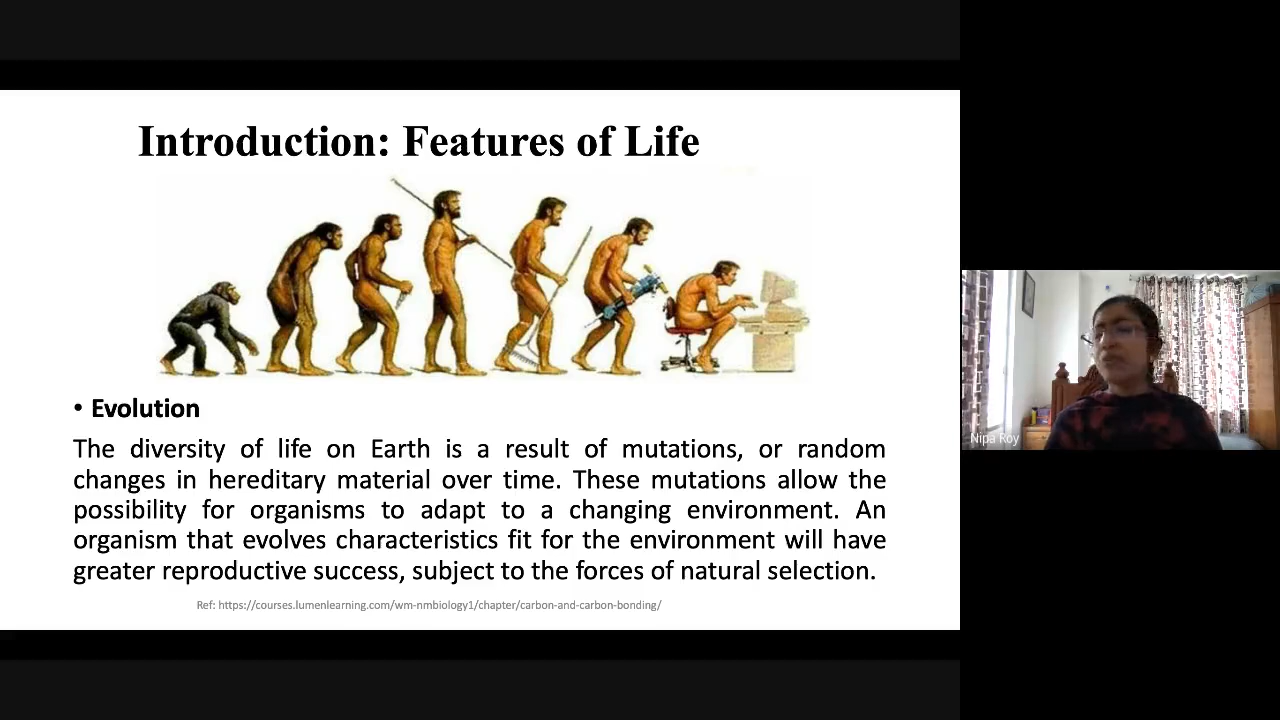 Introduction: Features of Life
• Evolution
The diversity of life on Earth is a result of mutations, or random
changes in hereditary material over time. These mutations allow the
possibility for organisms to adapt to a changing environment. An
organism that evolves characteristics fit for the environment will have
greater reproductive success, subject to the forces of natural selection.
Ref: https://courses.lumenlearning.com/wm-nmbiology1/chapter/carbon-and-carbon-bonding/
Nipa Roy